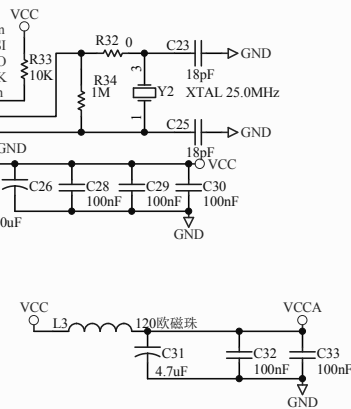 VCC
n
SI
O
K
n
R33
10K
R32 0
R34
1M
3
1
Y2
XTAL 25.0MHz
C23
18pF
GND
C25
18pF
GND
GND
VCC
C26
0uF
C28
100nF
C29
100nF
C30
100nF
GND
VCC
L3
120欧磁珠
VCCA
C31
4.7uF
C32
100nF
C33
100nF
GND